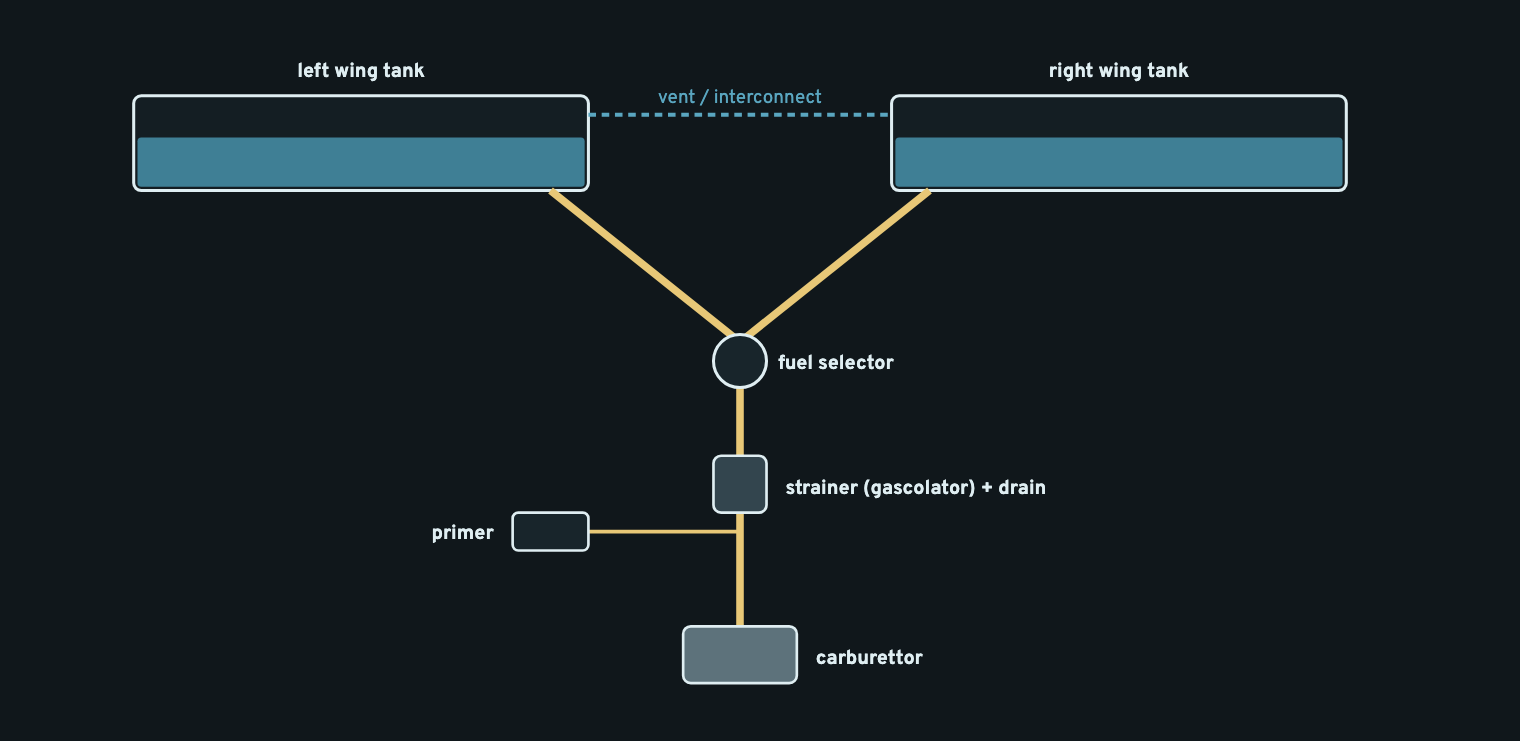 left wing tank
right wing tank
vent / interconnect
fuel selector
strainer (gascolator) + drain
primer
carburettor